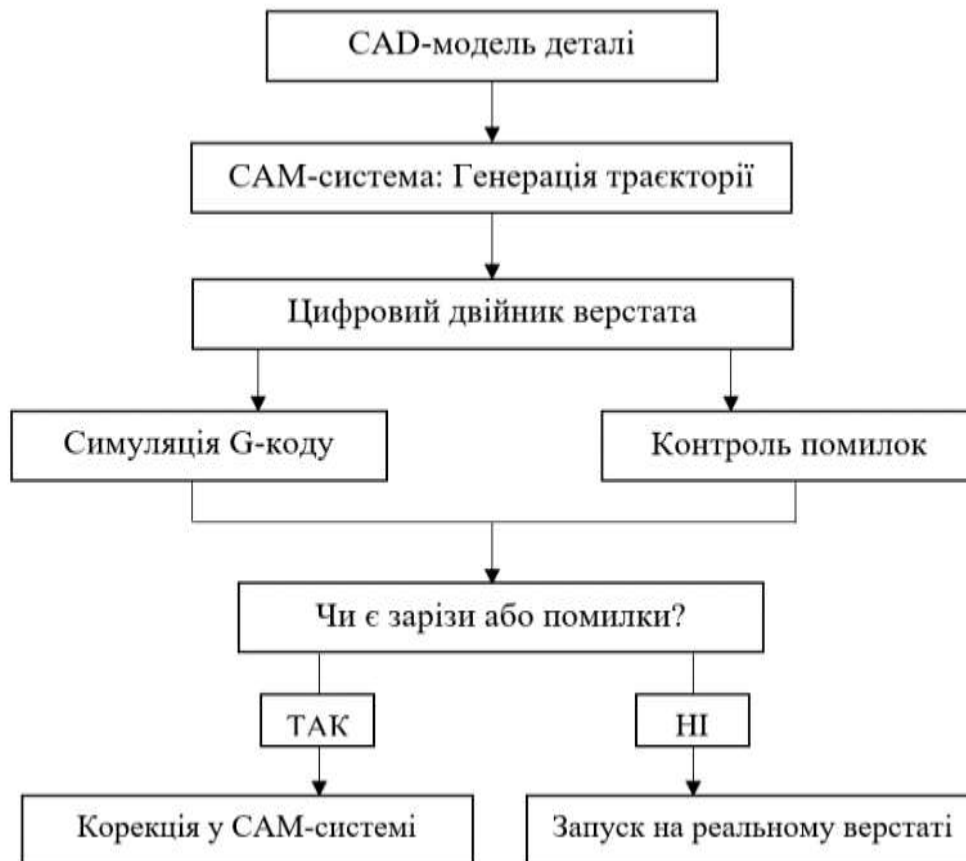 CAD-модель деталі
CAM-система: Генерація траєкторії
Цифровий двійник верстата
Симуляція G-коду
Контроль помилок
Чи є зарізи або помилки?
ТАК
НІ
Корекція у CAM-системі
Запуск на реальному верстаті